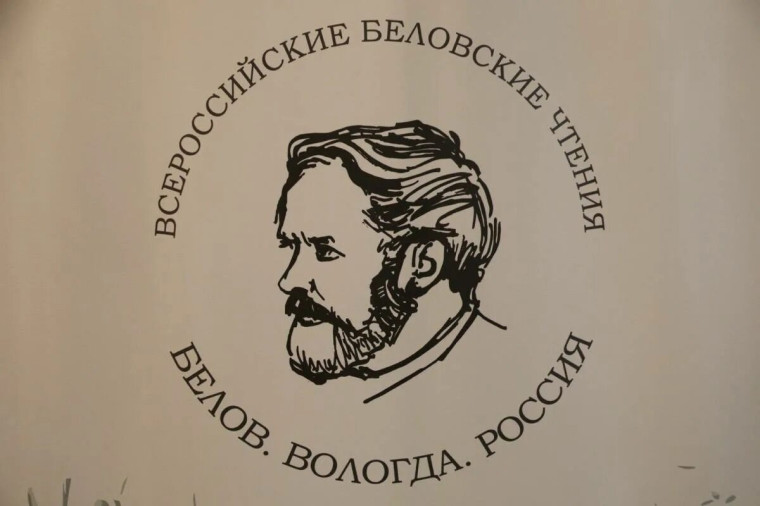 ВСЕРОССИЙСКИЕ БЕЛОВСКИЕ ЧТЕНИЯ
БЕЛОВ. ВОЛОГДА. РОССИЯ